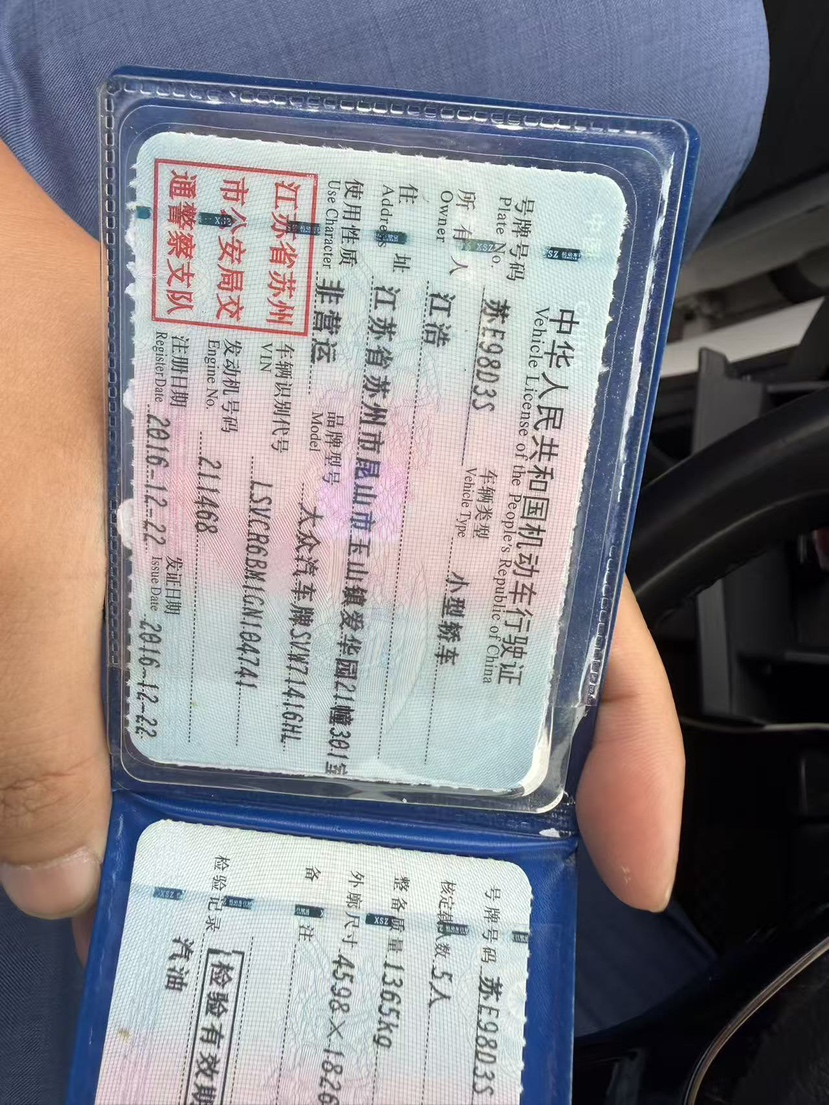 中华人民共和国机动车行驶证
Vehicle License of the People's Republic of China
号牌号码 苏E98D3S 车辆类型 小型轿车
Plate No. Vehicle Type
所有人 江浩
Owner
住址 江苏省苏州市昆山市玉山镇爱华园21幢301室
Address
使用性质 非营运 品牌型号 大众汽车牌SVW71416HL
Use Character Model
江苏省苏州
市公安局交
通警察支队
车辆识别代号 LSVCR6BM1GN104741
VIN
发动机号码 211468
Engine No.
注册日期 2016-12-22 发证日期 2016-12-22
Register Date Issue Date
号牌号码 苏E98D3S
核定载人数 5人
整备质量 1365kg
外廓尺寸 4598×1826
备注
检验记录 【检验有效期
汽油